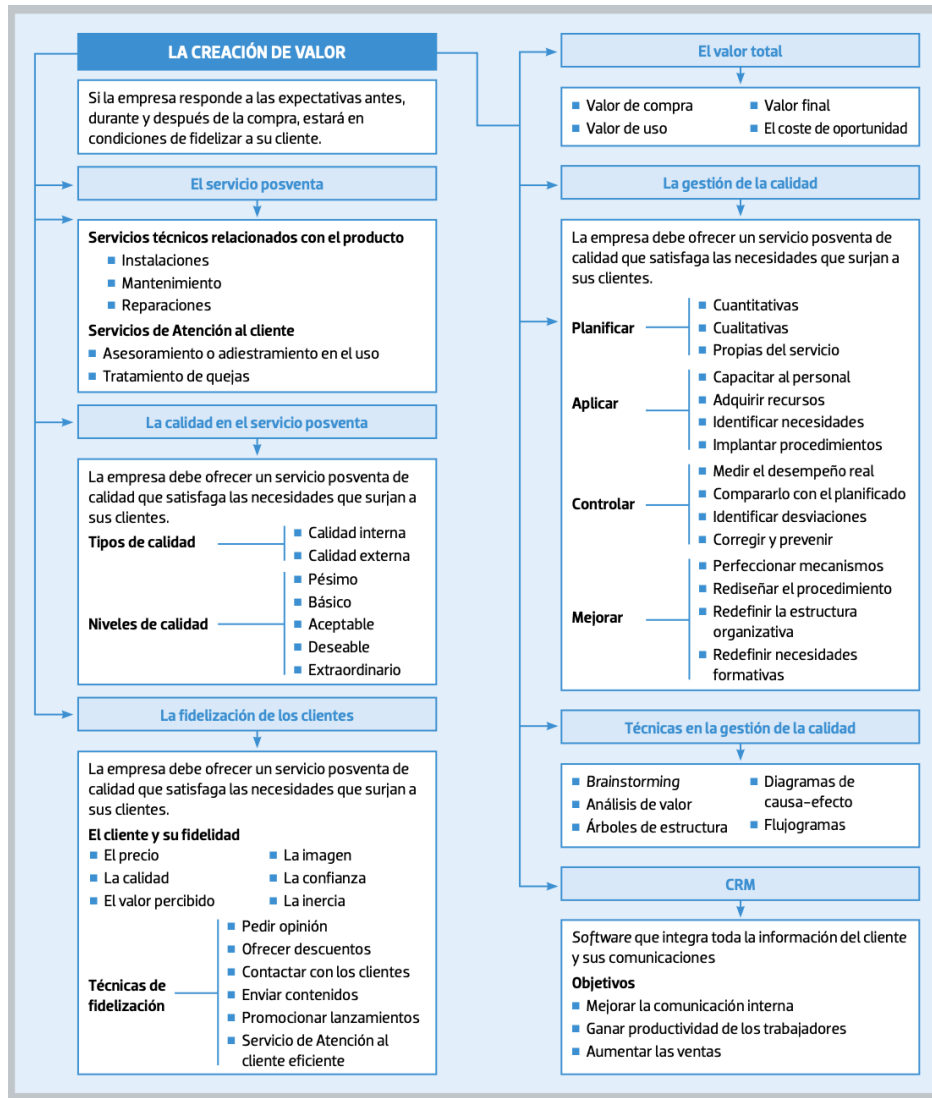 LA CREACIÓN DE VALOR
Si la empresa responde a las expectativas antes,
durante y después de la compra, estará en
condiciones de fidelizar a su cliente.
El servicio posventa
Servicios técnicos relacionados con el producto
Instalaciones
Mantenimiento
Reparaciones
Servicios de Atención al cliente
Asesoramiento o adiestramiento en el uso
Tratamiento de quejas
La calidad en el servicio posventa
La empresa debe ofrecer un servicio posventa de
calidad que satisfaga las necesidades que surjan a
sus clientes.
Tipos de calidad
Calidad interna
Calidad externa
Niveles de calidad
Pésimo
Básico
Aceptable
Deseable
Extraordinario
La fidelización de los clientes
La empresa debe ofrecer un servicio posventa de
calidad que satisfaga las necesidades que surjan a
sus clientes.
El cliente y su fidelidad
El precio
La calidad
El valor percibido
La imagen
La confianza
La inercia
Técnicas de
fidelización
Pedir opinión
Ofrecer descuentos
Contactar con los clientes
Enviar contenidos
Promocionar lanzamientos
Servicio de Atención al
cliente eficiente
El valor total
Valor de compra
Valor de uso
Valor final
El coste de oportunidad
La gestión de la calidad
La empresa debe ofrecer un servicio posventa de
calidad que satisfaga las necesidades que surjan a
sus clientes.
Planificar
Cuantitativas
Cualitativas
Propias del servicio
Aplicar
Capacitar al personal
Adquirir recursos
Identificar necesidades
Implantar procedimientos
Controlar
Medir el desempeño real
Compararlo con el planificado
Identificar desviaciones
Corregir y prevenir
Mejorar
Perfeccionar mecanismos
Rediseñar el procedimiento
Redefinir la estructura
organizativa
Redefinir necesidades
formativas
Técnicas en la gestión de la calidad
Brainstorming
Análisis de valor
Árboles de estructura
Diagramas de
causa-efecto
Flujogramas
CRM
Software que integra toda la información del cliente
y sus comunicaciones
Objetivos
Mejorar la comunicación interna
Ganar productividad de los trabajadores
Aumentar las ventas